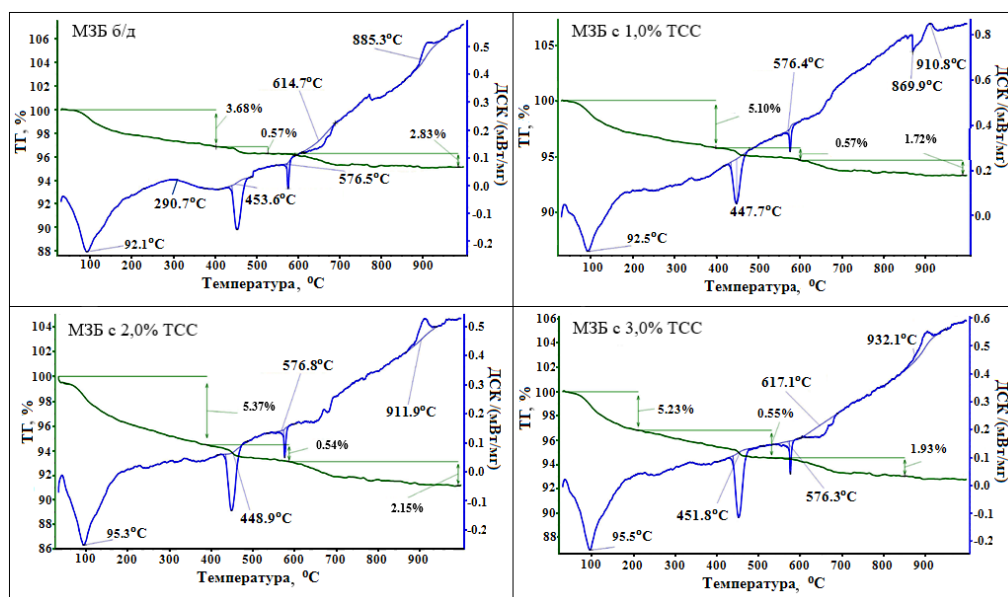 МЗБ б/д
ТГ, %
106
104
102
100
98
96
94
92
90
88
3.68%
0.57%
2.83%
885.3°C
614.7°C
576.5°C
453.6°C
290.7°C
92.1°C
0.5
0.4
0.3
0.2
0.1
0.0
-0.1
-0.2
ДСК /(мВт/мг)
100 200 300 400 500 600 700 800 900
Температура, °C
МЗБ с 1,0% ТСС
ТГ, %
105
100
95
90
5.10%
0.57%
1.72%
576.4°C
910.8°C
869.9°C
447.7°C
92.5°C
0.8
0.6
0.4
0.2
0.0
ДСК /(мВт/мг)
100 200 300 400 500 600 700 800 900
Температура, °C
МЗБ с 2,0% ТСС
ТГ, %
104
102
100
98
96
94
92
90
88
86
5.37%
0.54%
2.15%
576.8°C
911.9°C
448.9°C
95.3°C
0.5
0.4
0.3
0.2
0.1
0.0
-0.1
-0.2
ДСК /(мВт/мг)
100 200 300 400 500 600 700 800 900
Температура, °C
МЗБ с 3,0% ТСС
ТГ, %
106
104
102
100
98
96
94
92
90
88
5.23%
0.55%
1.93%
932.1°C
617.1°C
576.3°C
451.8°C
95.5°C
0.6
0.5
0.4
0.3
0.2
0.1
0.0
-0.1
-0.2
ДСК /(мВт/мг)
100 200 300 400 500 600 700 800 900
Температура, °C